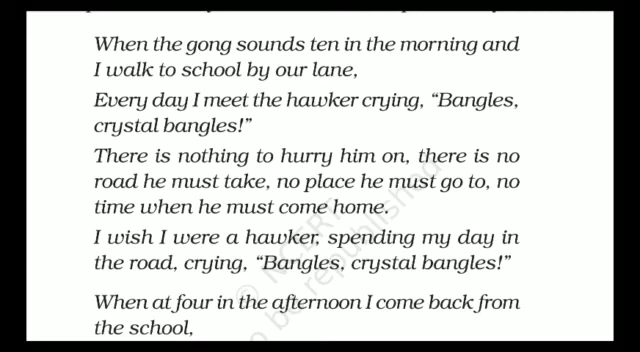 When the gong sounds ten in the morning and
I walk to school by our lane,
Every day I meet the hawker crying, “Bangles,
crystal bangles!”
There is nothing to hurry him on, there is no
road he must take, no place he must go to, no
time when he must come home.
I wish I were a hawker, spending my day in
the road, crying, “Bangles, crystal bangles!”
When at four in the afternoon I come back from
the school,
© NCERT
o be republished